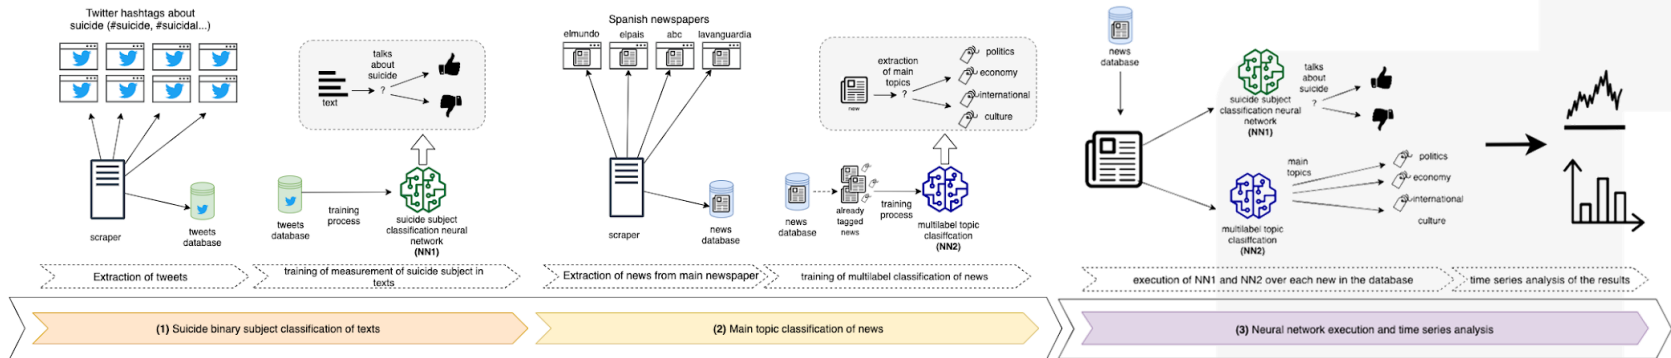 Twitter hashtags about
suicide (#suicide, #suicidal...)
scraper
tweets
database
talks
about
suicide
?
text
tweets
database
training
process
suicide subject
classification neural
network
(NN1)
Extraction of tweets
training of measurement of suicide subject in
texts
(1) Suicide binary subject classification of texts
Spanish newspapers
elmundo
elpais
abc
lavanguardia
scraper
news
database
extraction
of main
topics
?
new
politics
economy
international
culture
news
database
already
tagged
news
training
process
multilabel topic
classiffcation
(NN2)
Extraction of news from main newspaper
training of multilabel classification of news
(2) Main topic classification of news
news
database
suicide subject
classification neural
network
(NN1)
talks
about
suicide
?
multilabel topic
classiffcation
(NN2)
main
topics
politics
economy
international
culture
execution of NN1 and NN2 over each new in the database
time series analysis of the results
(3) Neural network execution and time series analysis